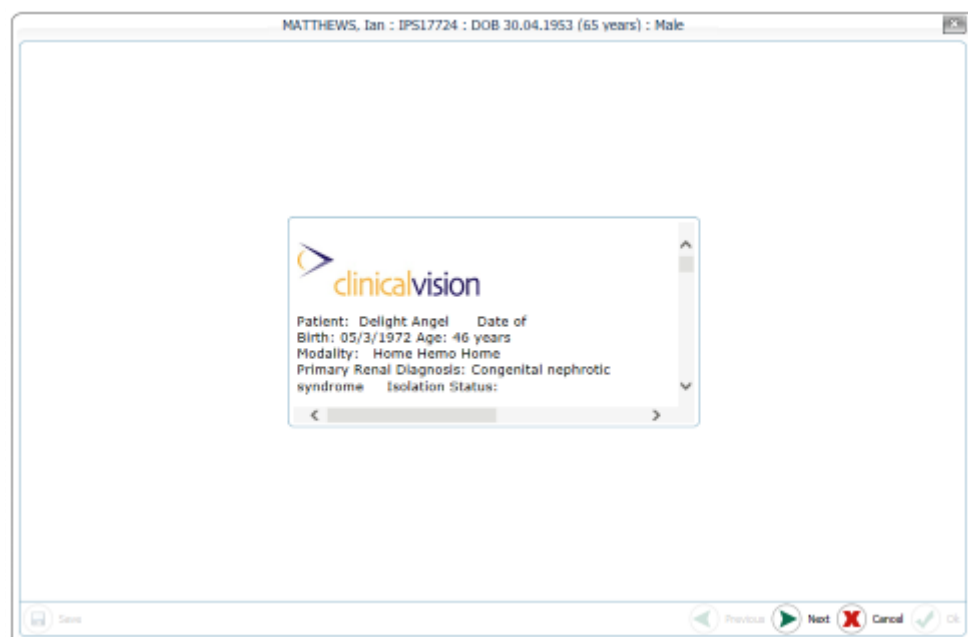 MATTHEWS, Ian : IPS17724 : DOB 30.04.1953 (65 years) : Male
clinicalvision
Patient: Delight Angel Date of
Birth: 05/3/1972 Age: 46 years
Modality: Home Hemo Home
Primary Renal Diagnosis: Congenital nephrotic
syndrome Isolation Status:
Save Previous Next Cancel Ok